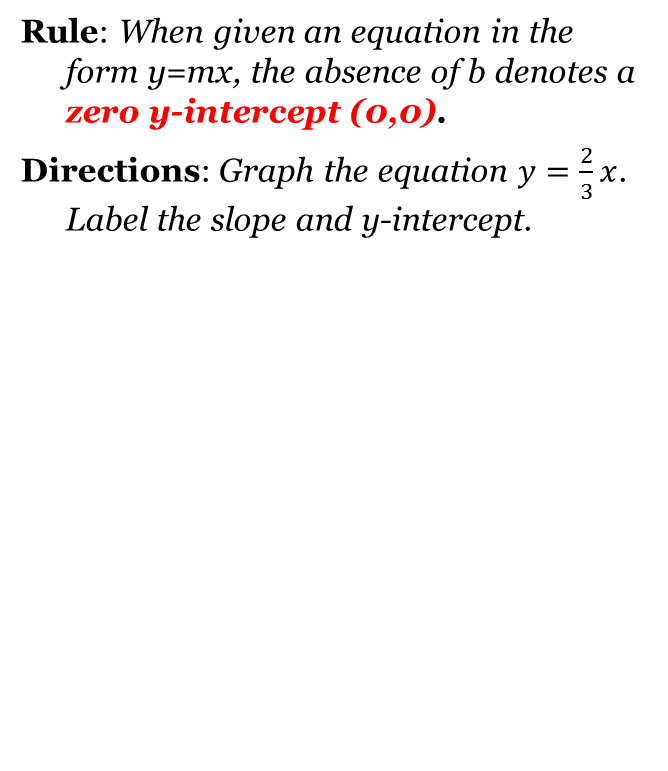 Rule: When given an equation in the
form y=mx, the absence of b denotes a
zero y-intercept (0,0).
Directions: Graph the equation y = 2/3 x.
Label the slope and y-intercept.